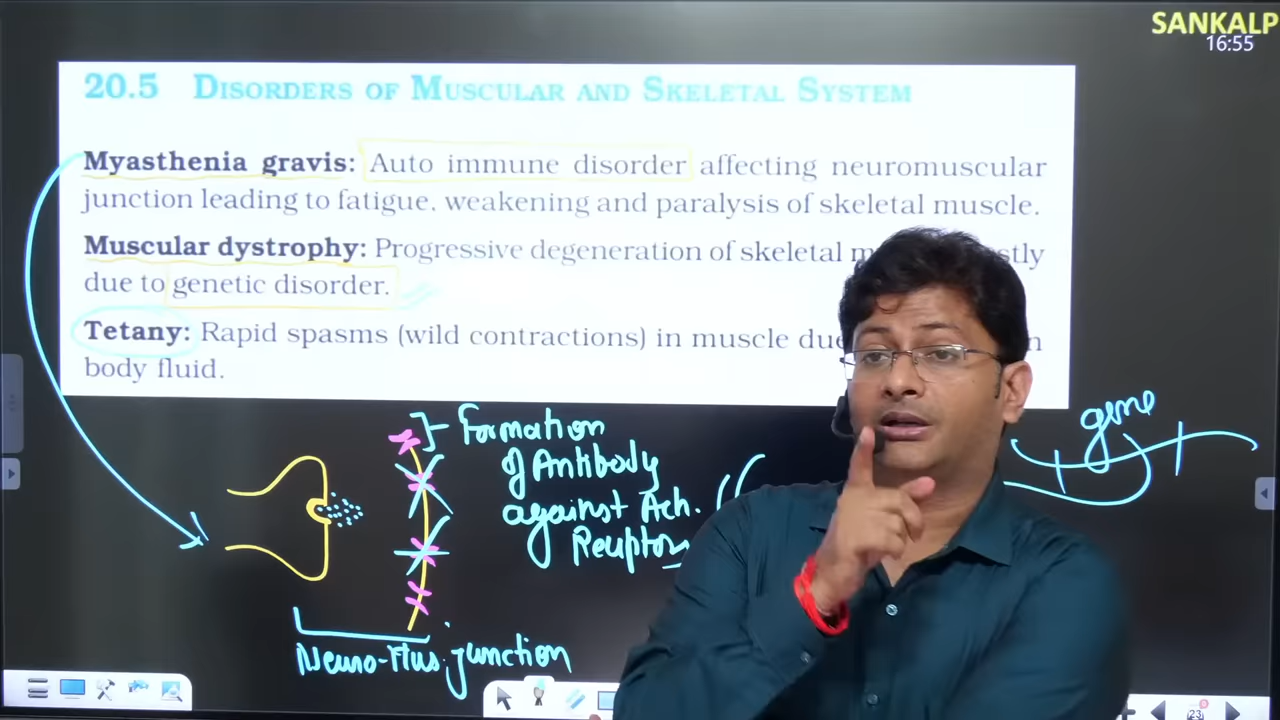 SANKALP
16:55
20.5 DISORDERS OF MUSCULAR AND SKELETAL SYSTEM
Myasthenia gravis: Auto immune disorder affecting neuromuscular
junction leading to fatigue, weakening and paralysis of skeletal muscle.
Muscular dystrophy: Progressive degeneration of skeletal
due to genetic disorder.
Tetany: Rapid spasms (wild contractions) in muscle
body fluid.
gene
Formation
of Antibody
against Ach.
Receptors
Neuro-Mus. junction
23